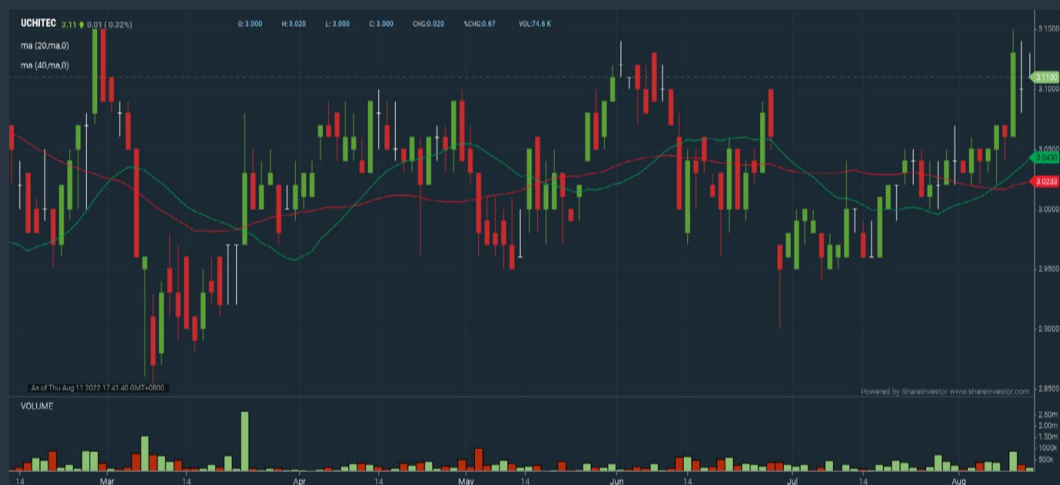 UCHITEC 3.11 0.01 ( 0.32%) O: 3.000 H: 3.020 L: 3.000 C: 3.000 CHG:0.020 %CHG:0.67 VOL:74.6 K
ma (20,ma,0)
ma (40,ma,0)
3.1500
3.1100
3.1000
3.0500
3.0430
3.0233
3.0000
2.9500
2.9000
2.8500
As of Thu Aug 11 2022 17:41:40 GMT+0800
Powered by ShareInvestor www.shareinvestor.com
VOLUME
2.50m
2.00m
1.50m
1000k
500k
14 Mar 14 Apr 14 May 14 Jun 14 Jul 14 Aug